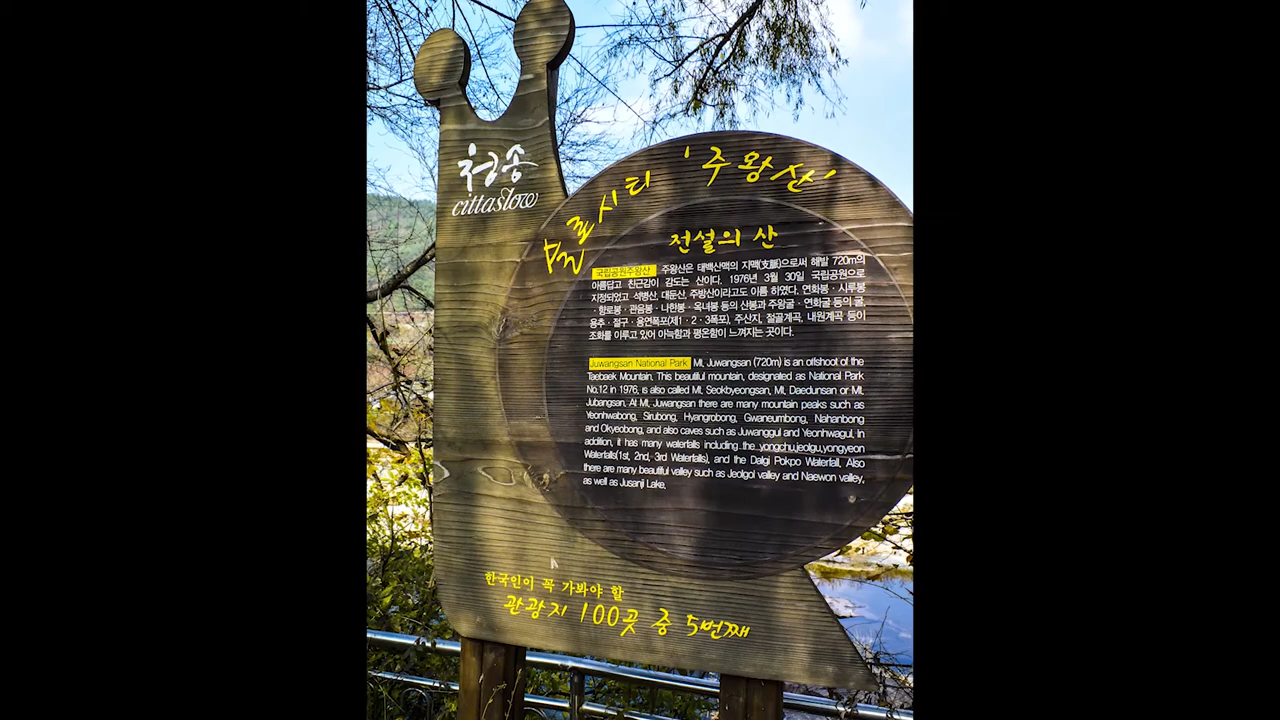 청송
cittaslow
슬로시티 '주왕산'
전설의 산
국립공원주왕산 주왕산은 태백산맥의 지맥(支脈)으로써 해발 720m의
아름답고 친근감이 감도는 산이다. 1976년 3월 30일 국립공원으로
지정되었고 석병산, 대둔산, 주방산이라고도 이름 하였다. 연화봉 · 시루봉
· 향로봉 · 관음봉 · 나한봉 · 옥녀봉 등의 산봉과 주왕굴 · 연화굴 등의 굴,
용추 · 절구 · 용연폭포(제1 · 2 · 3폭포), 주산지, 절골계곡, 내원계곡 등이
조화를 이루고 있어 아늑함과 평온함이 느껴지는 곳이다.
Juwangsan National Park Mt. Juwangsan (720m) is an offshoot of the
Taebaek Mountain. This beautiful mountain, designated as National Park
No.12 in 1976, is also called Mt. Seokbyeongsan, Mt. Daedunsan or Mt.
Jubangsan. At Mt. Juwangsan there are many mountain peaks such as
Yeonhwabong, Sirubong, Hyangrobong, Gwaneumbong, Nahanbong
and Okyeobong, and also caves such as Juwanggul and Yeonhwagul. In
addition, it has many waterfalls including the yongchu,jeolgu,yongyeon
Waterfalls(1st, 2nd, 3rd Waterfalls), and the Dalgi Pokpo Waterfall. Also
there are many beautiful valley such as Jeolgol valley and Naewon valley,
as well as Jusanji Lake.
한국인이 꼭 가봐야 할
관광지 100곳 중 5번째